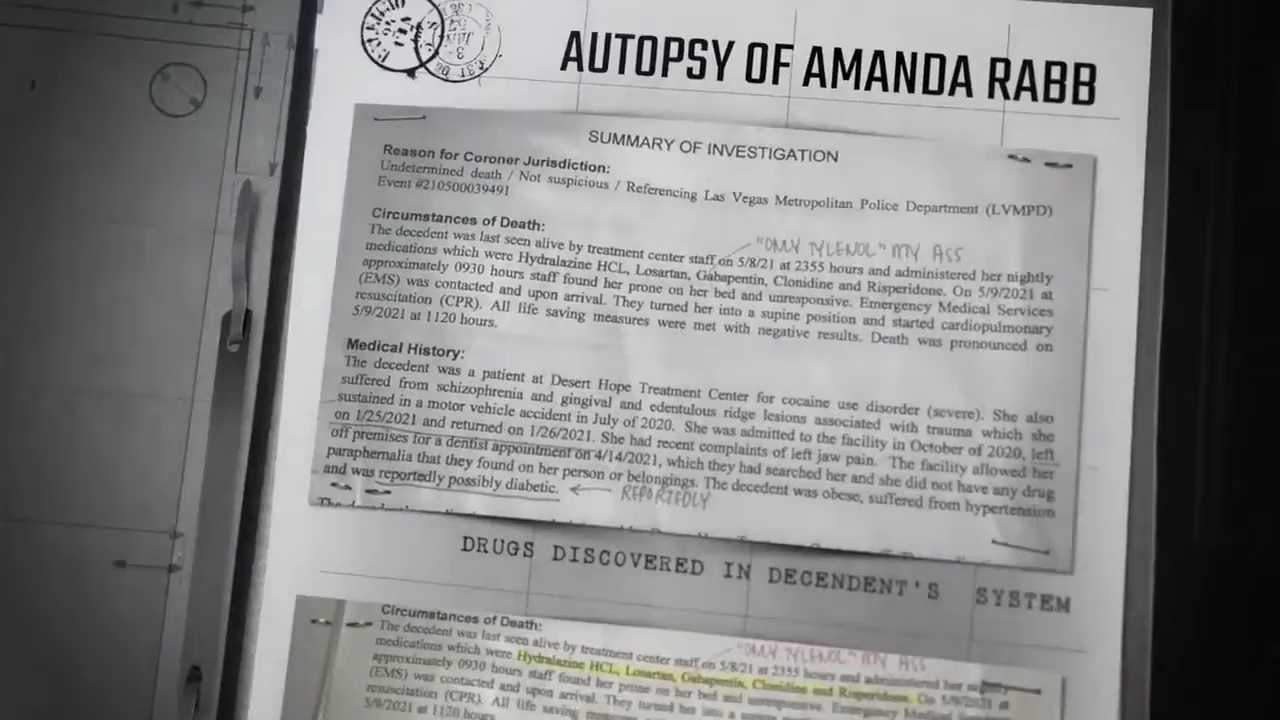 AUTOPSY OF AMANDA RABB
SUMMARY OF INVESTIGATION
Reason for Coroner Jurisdiction:
Undetermined death / Not suspicious / Referencing Las Vegas Metropolitan Police Department (LVMPD)
Event #210500039491
"ONLY TYLENOL" MY ASS
Circumstances of Death:
The decedent was last seen alive by treatment center staff on 5/8/21 at 2355 hours and administered her nightly
medications which were Hydralazine HCL, Losartan, Gabapentin, Clonidine and Risperidone. On 5/9/2021 at
approximately 0930 hours staff found her prone on her bed and unresponsive. Emergency Medical Services
(EMS) was contacted and upon arrival. They turned her into a supine position and started cardiopulmonary
resuscitation (CPR). All life saving measures were met with negative results. Death was pronounced on
5/9/2021 at 1120 hours.
Medical History:
The decedent was a patient at Desert Hope Treatment Center for cocaine use disorder (severe). She also
suffered from schizophrenia and gingival and edentulous ridge lesions associated with trauma which she
sustained in a motor vehicle accident in July of 2020. She was admitted to the facility in October of 2020, left
on 1/25/2021 and returned on 1/26/2021. She had recent complaints of left jaw pain. The facility allowed her
off premises for a dentist appointment on 4/14/2021, which they had searched her and she did not have any drug
paraphernalia that they found on her person or belongings. The decedent was obese, suffered from hypertension
and was reportedly possibly diabetic.
REPORTEDLY
DRUGS DISCOVERED IN DECENDENT'S SYSTEM
Circumstances of Death:
"ONLY TYLENOL" MY ASS
The decedent was last seen alive by treatment center staff on 5/8/21 at 2355 hours and administered her nightly
medications which were Hydralazine HCL, Losartan, Gabapentin, Clonidine and Risperidone. On 5/9/2021 at
approximately 0930 hours staff found her prone on her bed and unresponsive. Emergency Medical
(EMS) was contacted and upon arrival. They turned her into a
resuscitation (CPR). All life saving
5/9/2021 at 1120 hours.